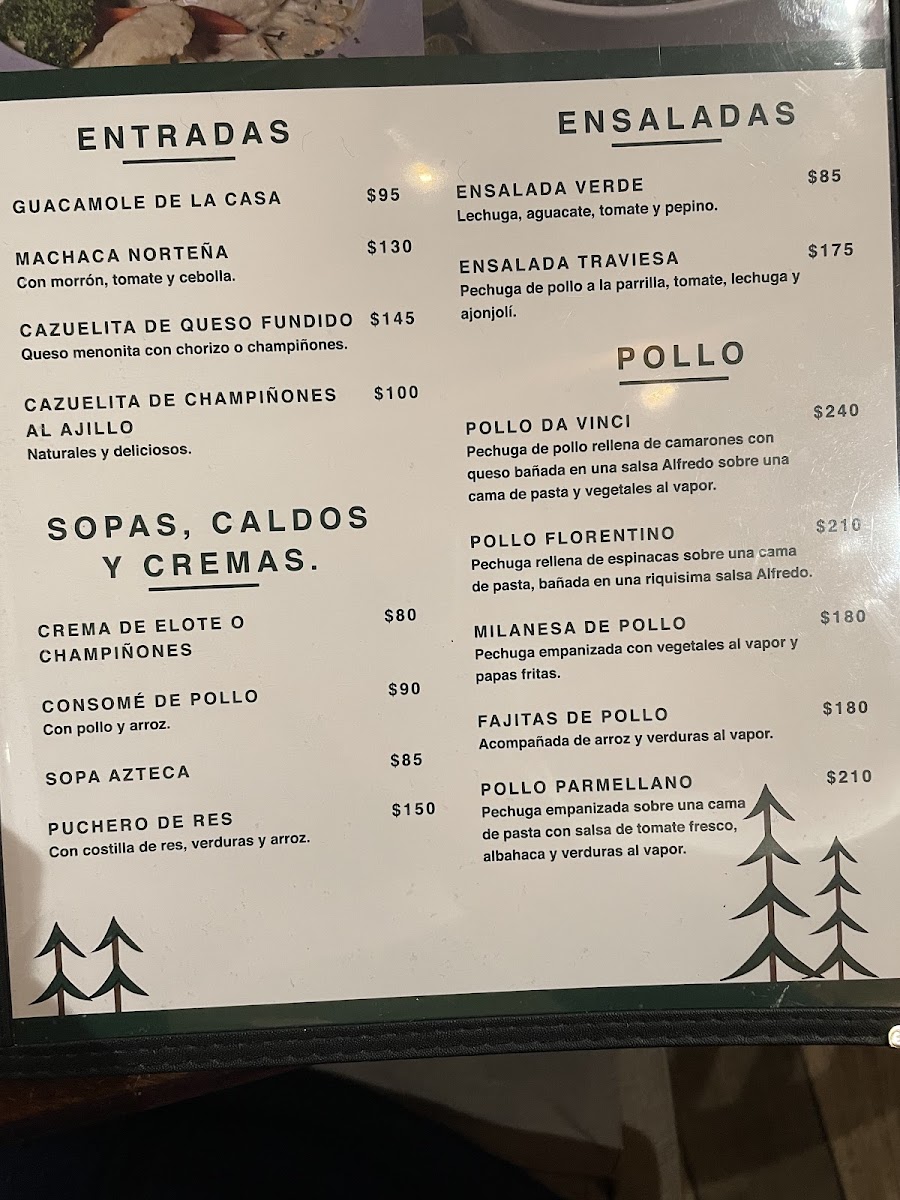 ENTRADAS
GUACAMOLE DE LA CASA $95
MACHACA NORTEÑA $130
Con morrón, tomate y cebolla.
CAZUELITA DE QUESO FUNDIDO $145
Queso menonita con chorizo o champiñones.
CAZUELITA DE CHAMPIÑONES $100
AL AJILLO
Naturales y deliciosos.
SOPAS, CALDOS
Y CREMAS.
CREMA DE ELOTE O $80
CHAMPIÑONES
CONSOMÉ DE POLLO $90
Con pollo y arroz.
SOPA AZTECA $85
PUCHERO DE RES $150
Con costilla de res, verduras y arroz.
ENSALADAS
ENSALADA VERDE $85
Lechuga, aguacate, tomate y pepino.
ENSALADA TRAVIESA $175
Pechuga de pollo a la parrilla, tomate, lechuga y
ajonjolí.
POLLO
POLLO DA VINCI $240
Pechuga de pollo rellena de camarones con
queso bañada en una salsa Alfredo sobre una
cama de pasta y vegetales al vapor.
POLLO FLORENTINO $210
Pechuga rellena de espinacas sobre una cama
de pasta, bañada en una riquisima salsa Alfredo.
MILANESA DE POLLO $180
Pechuga empanizada con vegetales al vapor y
papas fritas.
FAJITAS DE POLLO $180
Acompañada de arroz y verduras al vapor.
POLLO PARMELLANO $210
Pechuga empanizada sobre una cama
de pasta con salsa de tomate fresco,
albahaca y verduras al vapor.